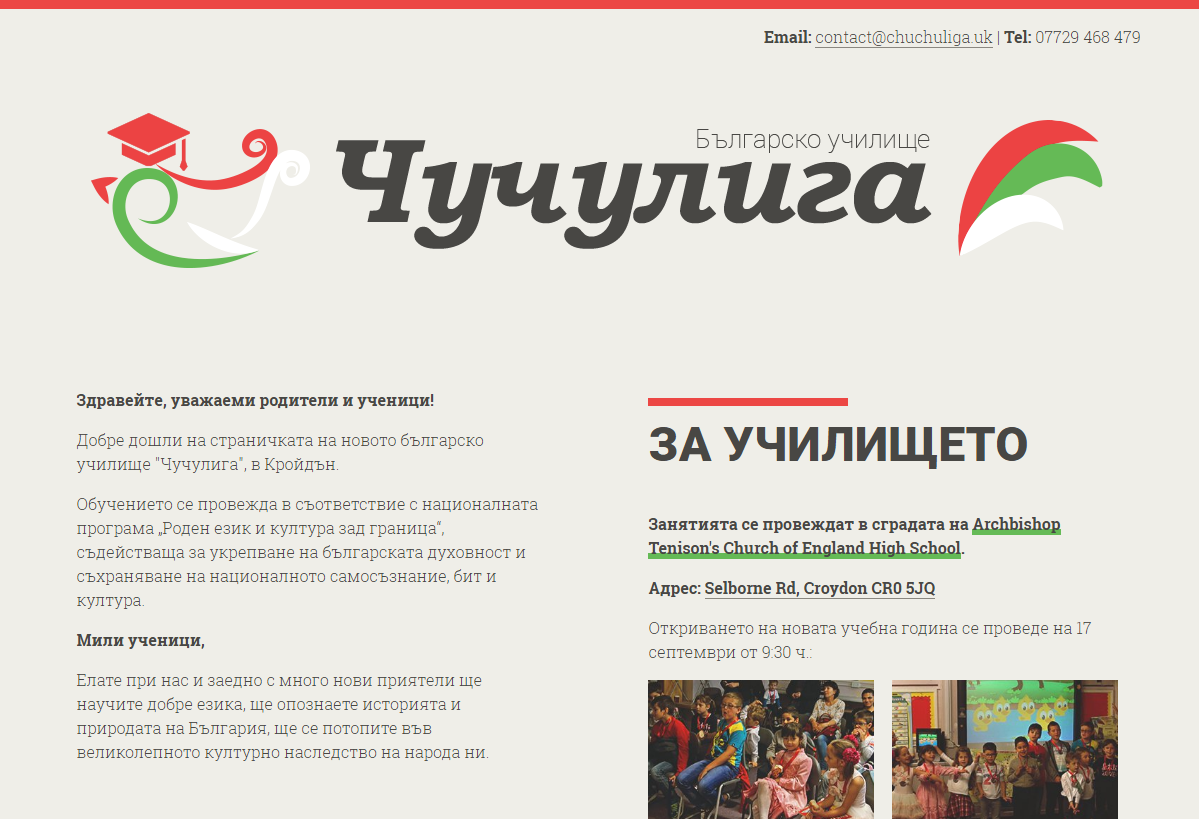 Email: contact@chuchuliga.uk | Tel: 07729 468 479
Българско училище
Чучулига
Здравейте, уважаеми родители и ученици!
Добре дошли на страничката на новото българско
училище "Чучулига", в Кройдън.
Обучението се провежда в съответствие с националната
програма „Роден език и култура зад граница“,
съдействаща за укрепване на българската духовност и
съхраняване на националното самосъзнание, бит и
култура.
Мили ученици,
Елате при нас и заедно с много нови приятели ще
научите добре езика, ще опознаете историята и
природата на България, ще се потопите във
великолепното културно наследство на народа ни.
ЗА УЧИЛИЩЕТО
Занятията се провеждат в сградата на Archbishop
Tenison's Church of England High School.
Адрес: Selborne Rd, Croydon CR0 5JQ
Откриването на новата учебна година се проведе на 17
септември от 9:30 ч.: